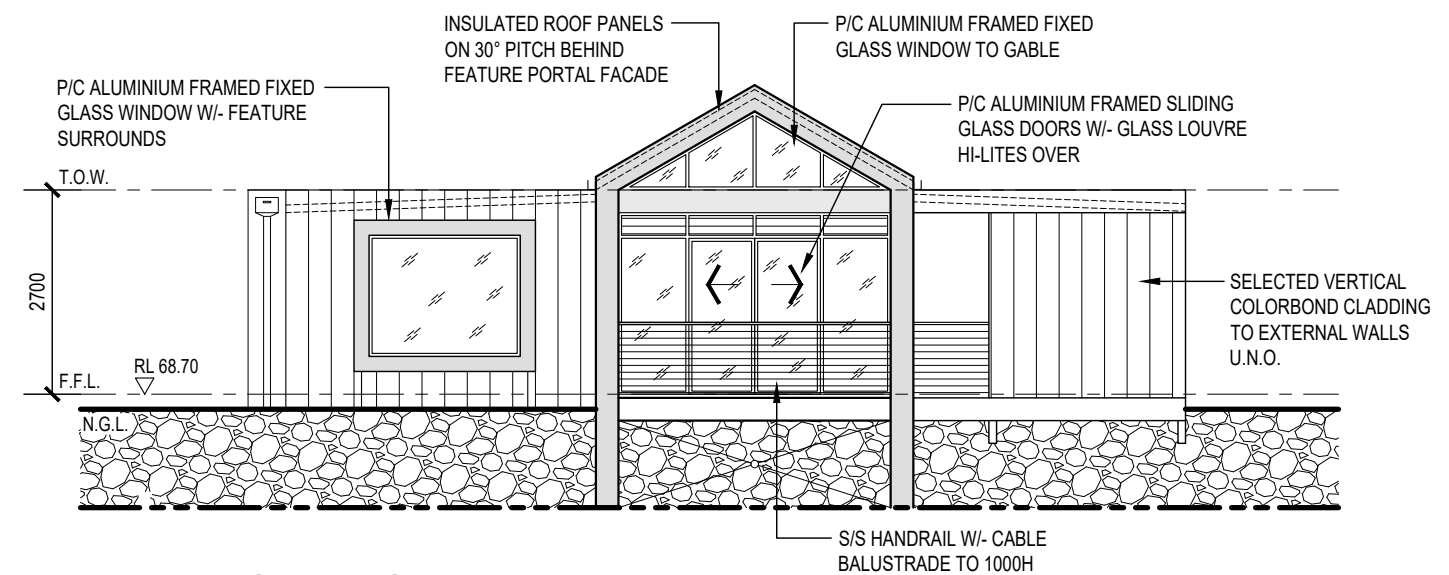 INSULATED ROOF PANELS
ON 30° PITCH BEHIND
FEATURE PORTAL FACADE
P/C ALUMINIUM FRAMED FIXED
GLASS WINDOW TO GABLE
P/C ALUMINIUM FRAMED FIXED
GLASS WINDOW W/- FEATURE
SURROUNDS
P/C ALUMINIUM FRAMED SLIDING
GLASS DOORS W/- GLASS LOUVRE
HI-LITES OVER
T.O.W.
2700
SELECTED VERTICAL
COLORBOND CLADDING
TO EXTERNAL WALLS
U.N.O.
RL 68.70
F.F.L.
N.G.L.
S/S HANDRAIL W/- CABLE
BALUSTRADE TO 1000H